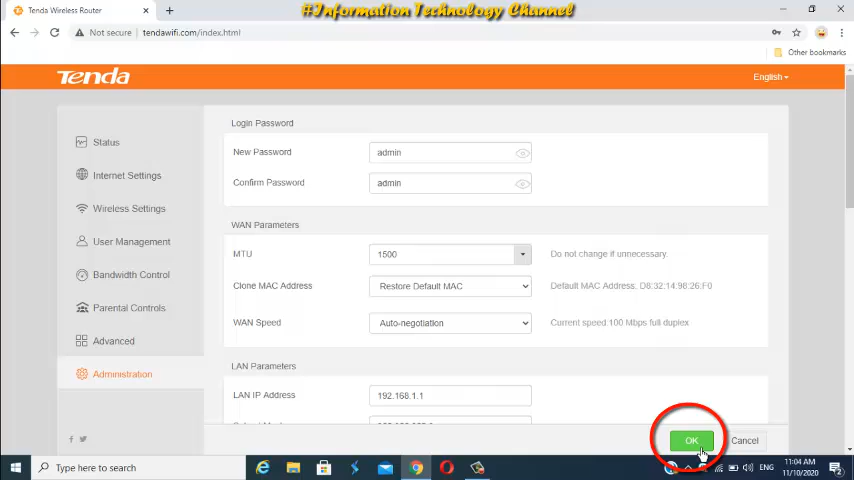 #Information Technology Channel
Tenda Wireless Router
Not secure | tendawifi.com/index.html
Other bookmarks
Tenda
English
Login Password
Status
New Password
admin
Internet Settings
Confirm Password
admin
Wireless Settings
WAN Parameters
User Management
MTU
1500
Do not change if unnecessary.
Bandwidth Control
Clone MAC Address
Restore Default MAC
Default MAC Address: D8:32:14:98:26:F0
Parental Controls
WAN Speed
Auto-negotiation
Current speed:100 Mbps full duplex
Advanced
LAN Parameters
Administration
LAN IP Address
192.168.1.1
OK
Cancel
Type here to search
ENG
11:04 AM
11/10/2020
2